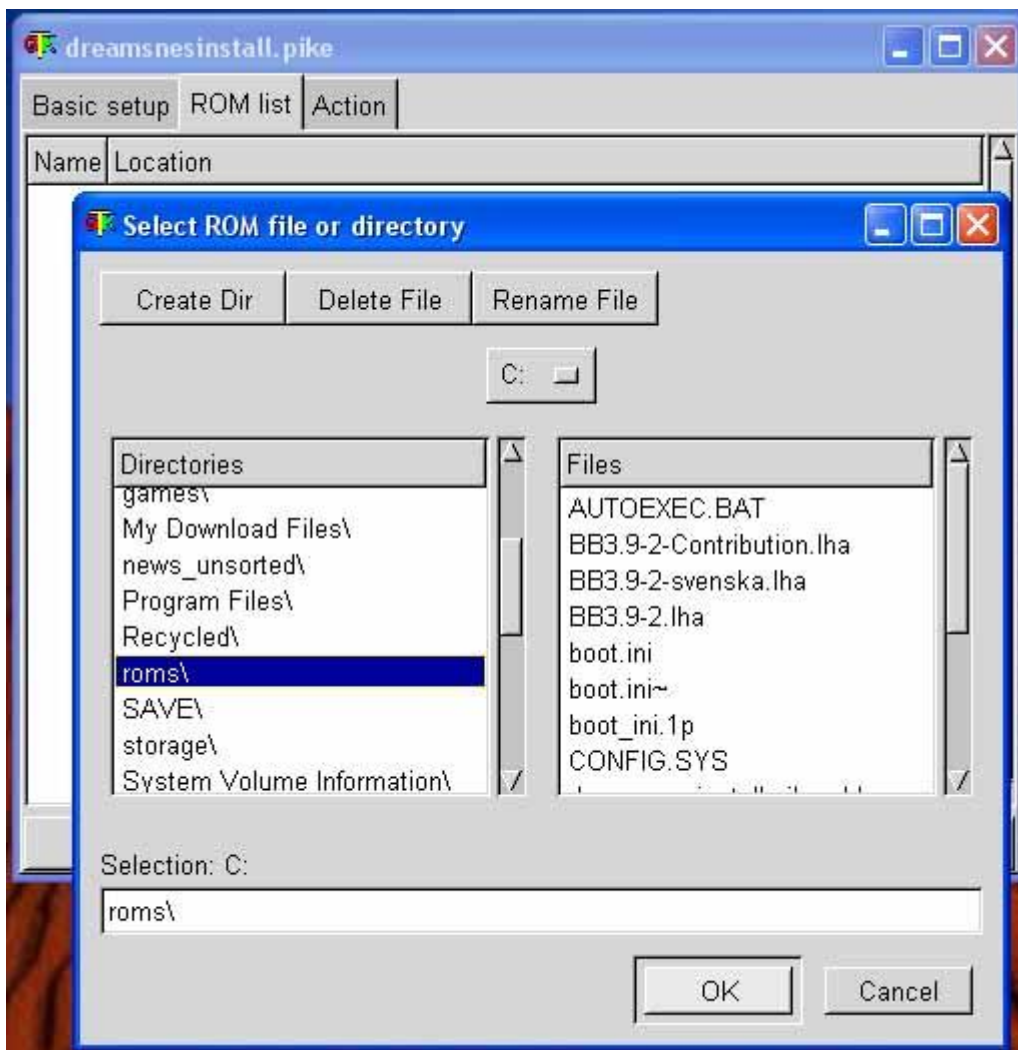 dreamsnesinstall.pike
Basic setup ROM list Action
Name Location
Select ROM file or directory
Create Dir Delete File Rename File
C:
Directories
games\
My Download Files\
news_unsorted\
Program Files\
Recycled\
roms\
SAVE\
storage\
System Volume Information\
Files
AUTOEXEC.BAT
BB3.9-2-Contribution.lha
BB3.9-2-svenska.lha
BB3.9-2.lha
boot.ini
boot.ini~
boot_ini.1p
CONFIG.SYS
Selection: C:
roms\
OK Cancel